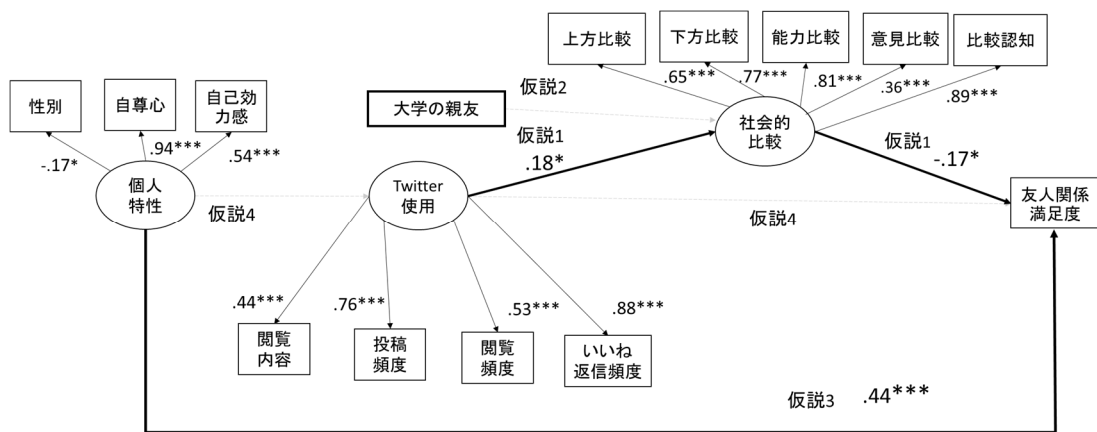 上方比較
下方比較
能力比較
意見比較
比較認知
.65***
.77***
.81***
.36***
.89***
性別
自尊心
自己効
力感
-.17*
.94***
.54***
個人
特性
大学の親友
仮説2
仮説1
.18*
社会的
比較
仮説1
-.17*
Twitter
使用
仮説4
仮説4
友人関係
満足度
.44***
.76***
.53***
.88***
閲覧
内容
投稿
頻度
閲覧
頻度
いいね
返信頻度
仮説3
.44***